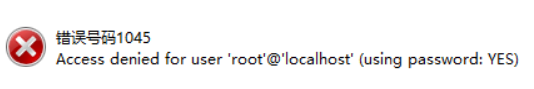 错误号码1045
Access denied for user 'root'@'localhost' (using password: YES)